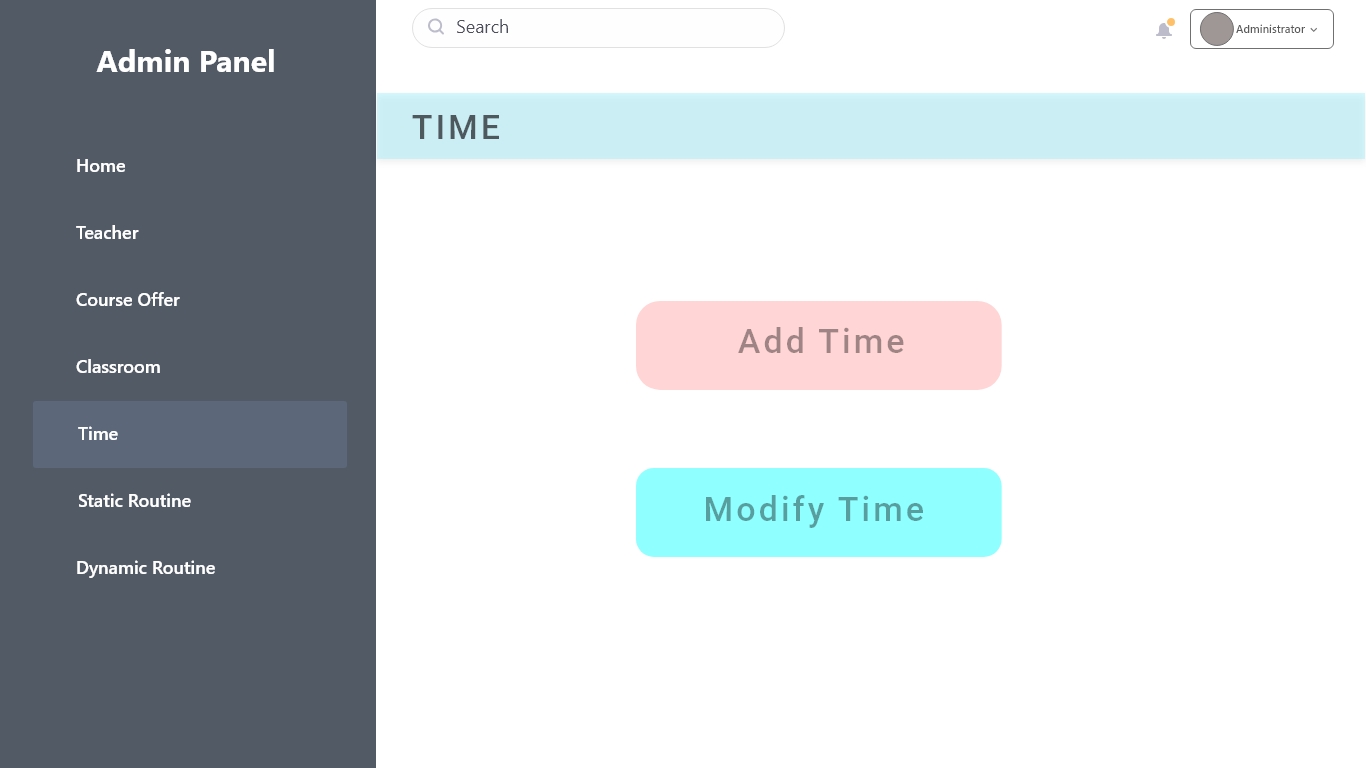 Admin Panel
Home
Teacher
Course Offer
Classroom
Time
Static Routine
Dynamic Routine
Search
Administrator
TIME
Add Time
Modify Time